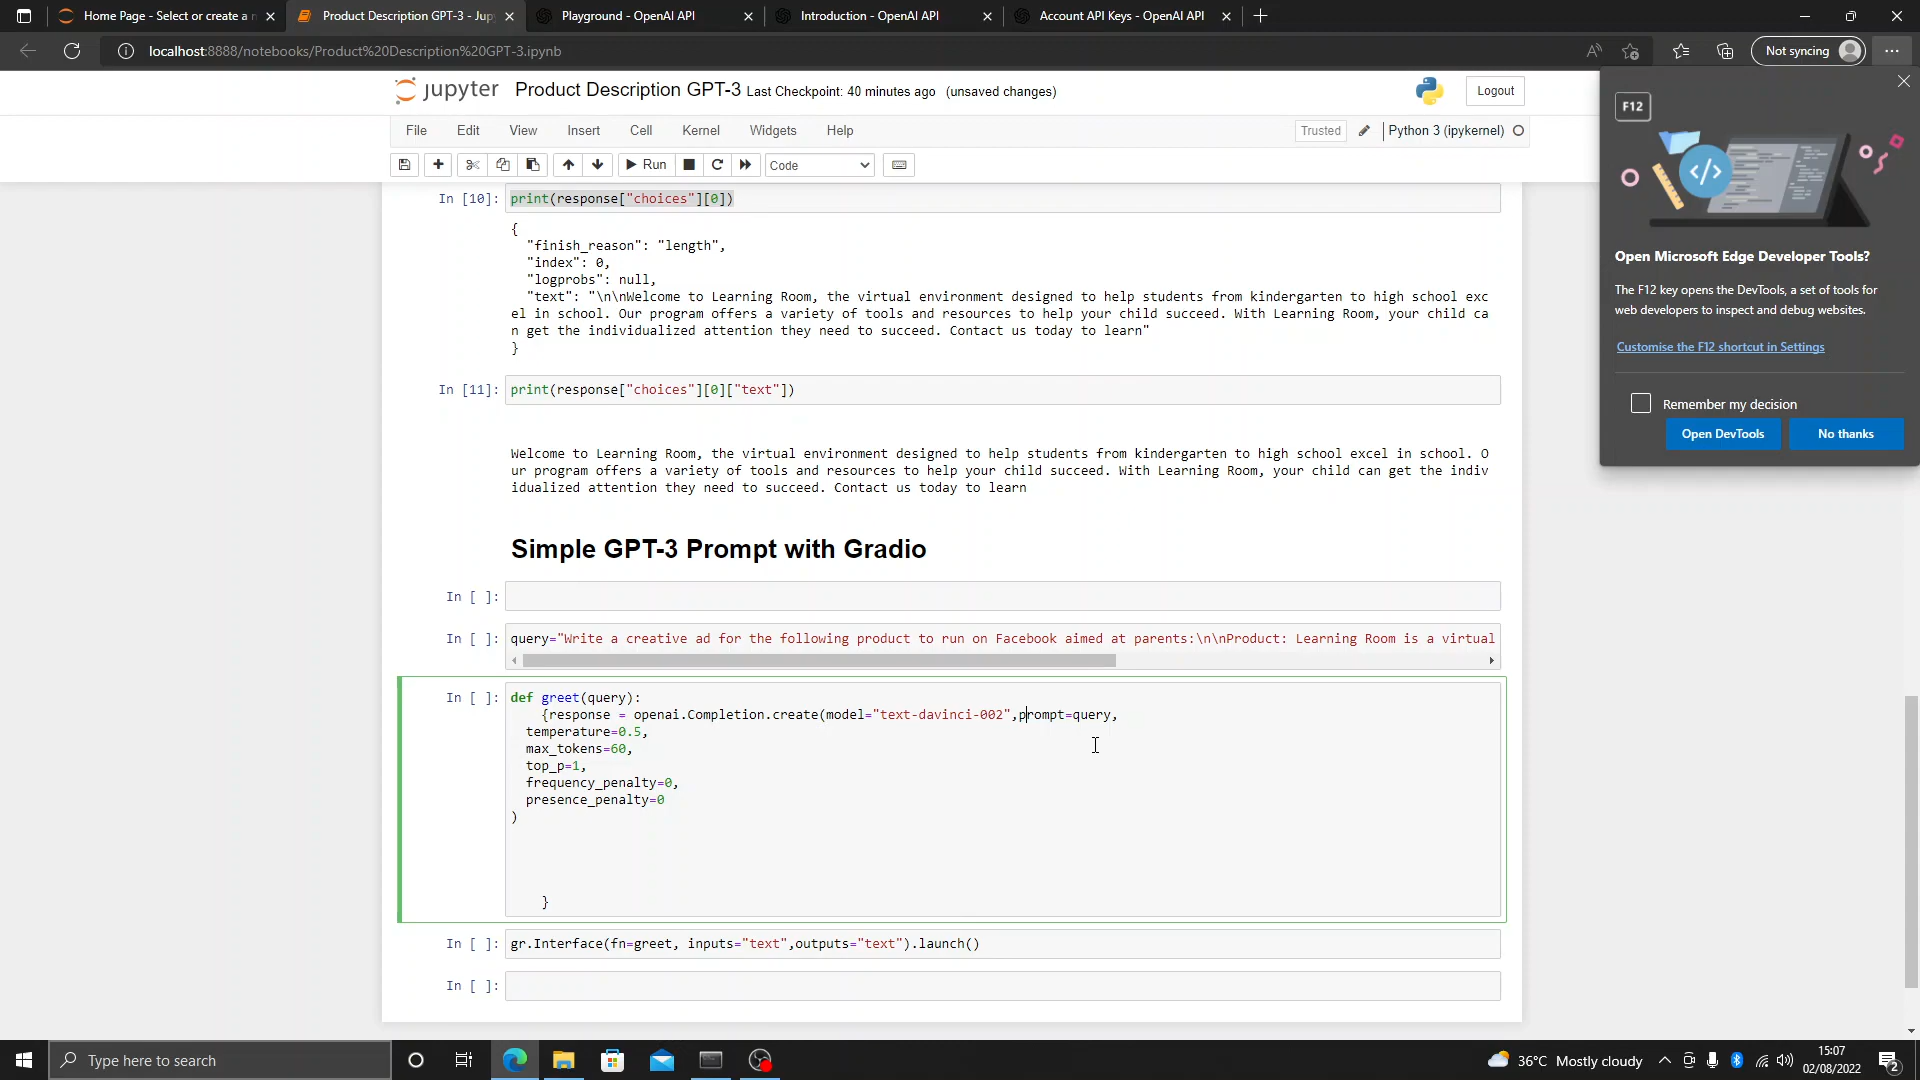 Home Page - Select or create a n
Product Description GPT-3 - Jup
Playground - OpenAI API
Introduction - OpenAI API
Account API Keys - OpenAI API
localhost:8888/notebooks/Product%20Description%20GPT-3.ipynb
Not syncing
jupyter Product Description GPT-3 Last Checkpoint: 40 minutes ago (unsaved changes)
Logout
File Edit View Insert Cell Kernel Widgets Help
Trusted
Python 3 (ipykernel)
Run
Code
In [10]: print(response["choices"][0])
{
"finish_reason": "length",
"index": 0,
"logprobs": null,
"text": "\n\nWelcome to Learning Room, the virtual environment designed to help students from kindergarten to high school exc
el in school. Our program offers a variety of tools and resources to help your child succeed. With Learning Room, your child ca
n get the individualized attention they need to succeed. Contact us today to learn"
}
In [11]: print(response["choices"][0]["text"])
Welcome to Learning Room, the virtual environment designed to help students from kindergarten to high school excel in school. O
ur program offers a variety of tools and resources to help your child succeed. With Learning Room, your child can get the indiv
idualized attention they need to succeed. Contact us today to learn
Simple GPT-3 Prompt with Gradio
In [ ]:
In [ ]: query="Write a creative ad for the following product to run on Facebook aimed at parents:\n\nProduct: Learning Room is a virtual
In [ ]: def greet(query):
{response = openai.Completion.create(model="text-davinci-002",prompt=query,
temperature=0.5,
max_tokens=60,
top_p=1,
frequency_penalty=0,
presence_penalty=0
)
}
In [ ]: gr.Interface(fn=greet, inputs="text",outputs="text").launch()
In [ ]:
F12
</>
Open Microsoft Edge Developer Tools?
The F12 key opens the DevTools, a set of tools for
web developers to inspect and debug websites.
Customise the F12 shortcut in Settings
Remember my decision
Open DevTools
No thanks
Type here to search
36°C Mostly cloudy
15:07
02/08/2022
2